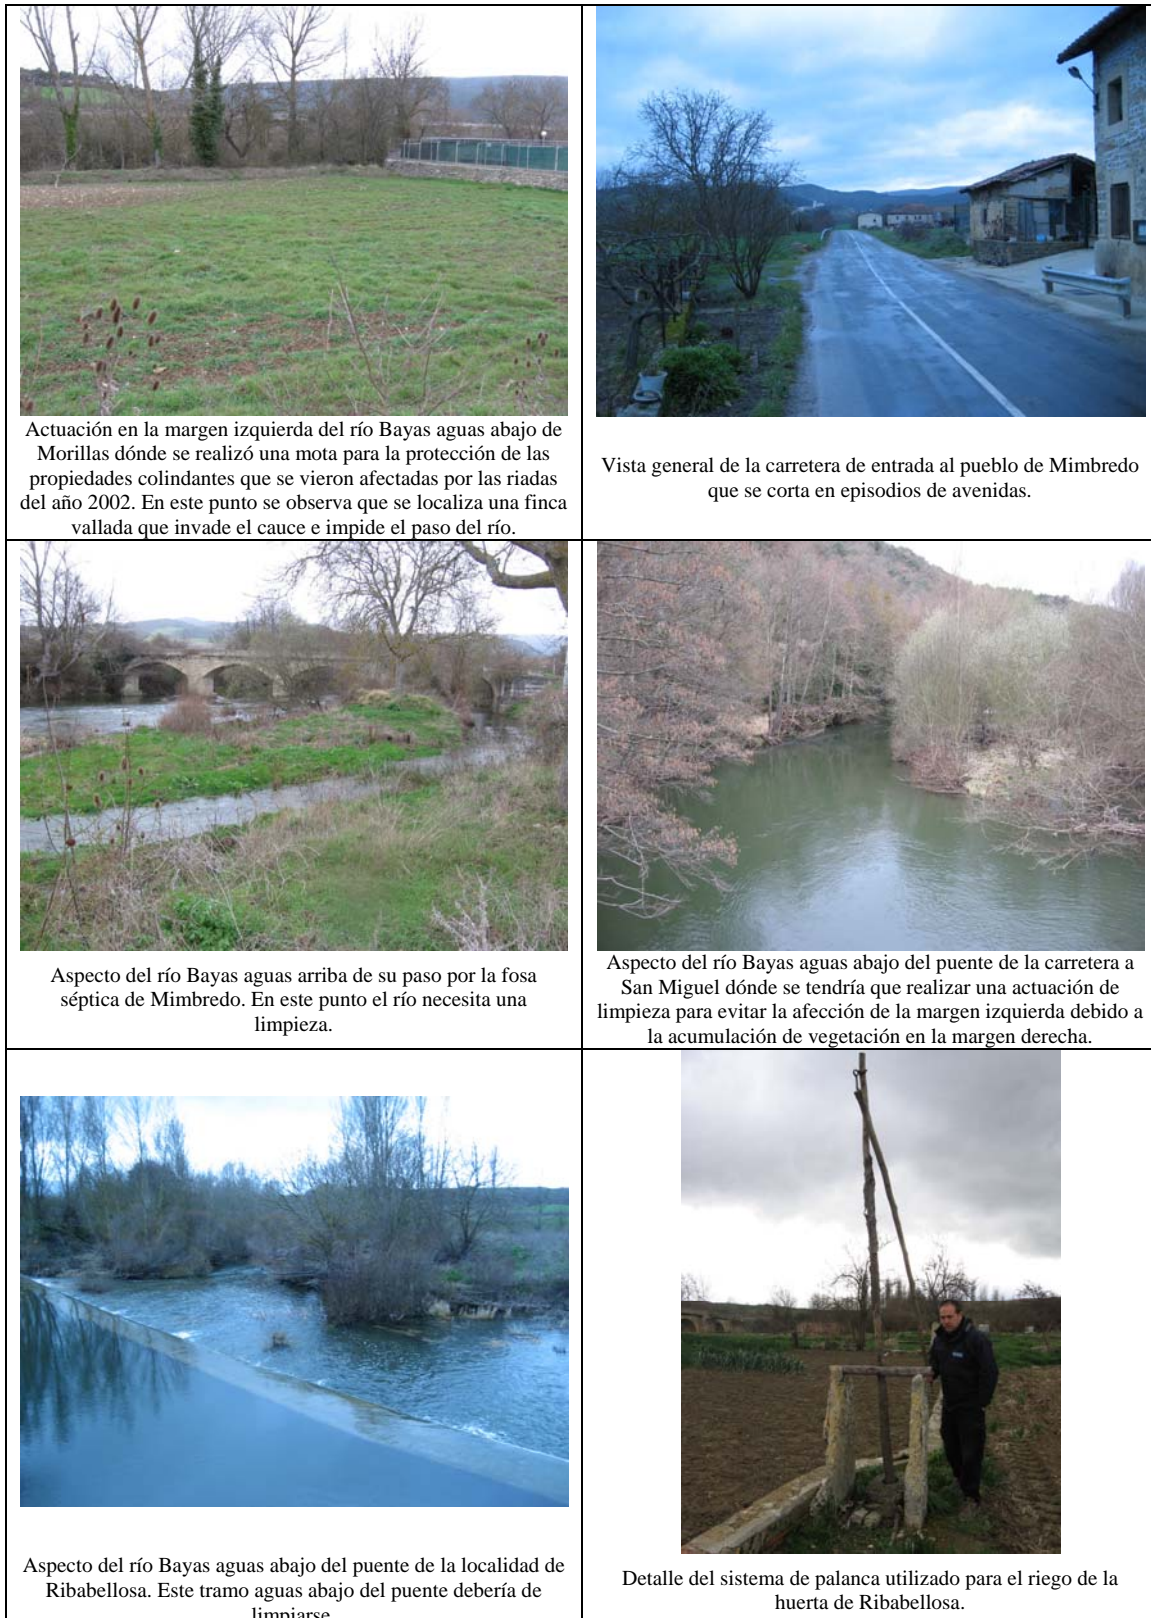 Actuación en la margen izquierda del río Bayas aguas abajo de
Morillas dónde se realizó una mota para la protección de las
propiedades colindantes que se vieron afectadas por las riadas
del año 2002. En este punto se observa que se localiza una finca
vallada que invade el cauce e impide el paso del río.
Vista general de la carretera de entrada al pueblo de Mimbredo
que se corta en episodios de avenidas.
Aspecto del río Bayas aguas arriba de su paso por la fosa
séptica de Mimbredo. En este punto el río necesita una
limpieza.
Aspecto del río Bayas aguas abajo del puente de la carretera a
San Miguel dónde se tendría que realizar una actuación de
limpieza para evitar la afección de la margen izquierda debido a
la acumulación de vegetación en la margen derecha.
Aspecto del río Bayas aguas abajo del puente de la localidad de
Ribabellosa. Este tramo aguas abajo del puente debería de
limpiarse
Detalle del sistema de palanca utilizado para el riego de la
huerta de Ribabellosa.